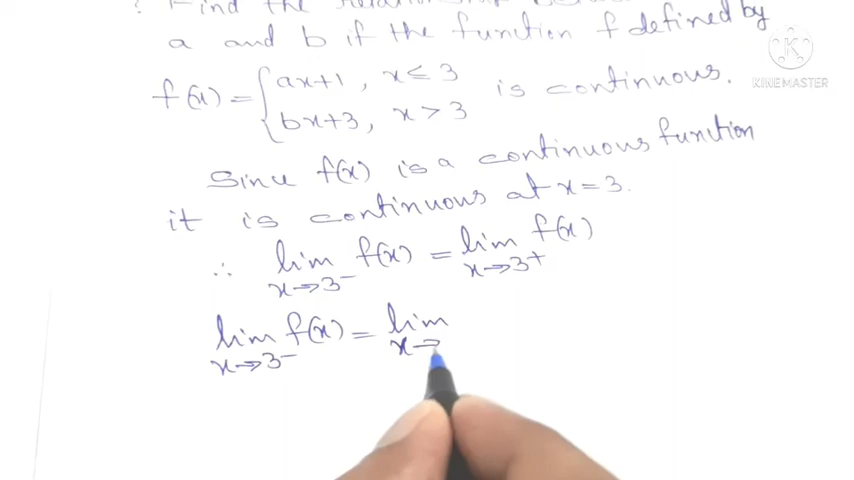 ? Find the relationship between
a and b if the function f defined by
f(x) = { ax+1, x ≤ 3
bx+3, x > 3 is continuous.
K
KINEMASTER
Since f(x) is a continuous function
it is continuous at x = 3.
∴ lim f(x) = lim f(x)
x→3⁻ x→3+
lim f(x) = lim
x→3⁻ x→